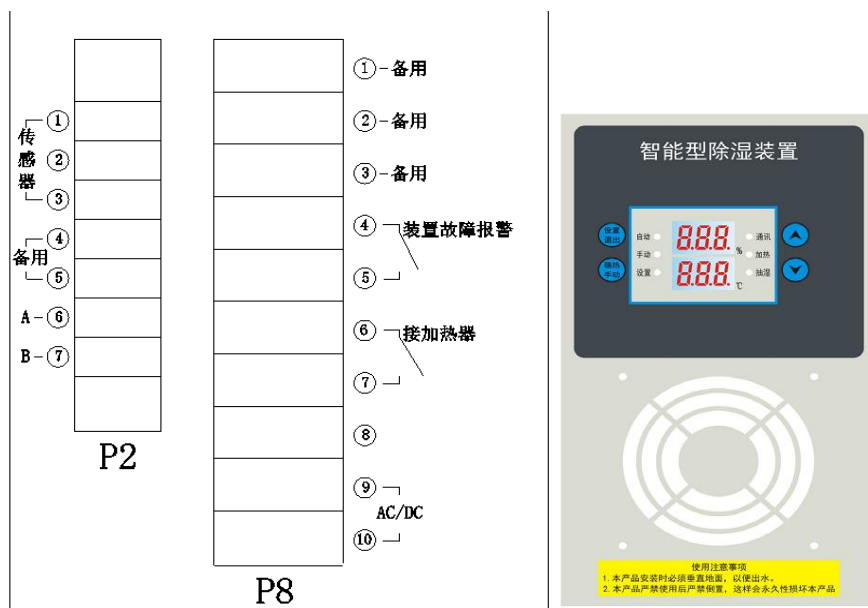 传感器
①
②
③
备用
④
⑤
A-⑥
B-⑦
P2
①-备用
②-备用
③-备用
④
装置故障报警
⑤
⑥
接加热器
⑦
⑧
⑨
AC/DC
⑩
P8
智能型除湿装置
设置
退出
自动
8.8.8.
%
通讯
手动
加热
确热
手动
设置
8.8.8.
℃
抽湿
使用注意事项
1. 本产品安装时必须垂直地面，以便出水。
2. 本产品严禁使用后严禁倒置，这样会永久性损坏本产品